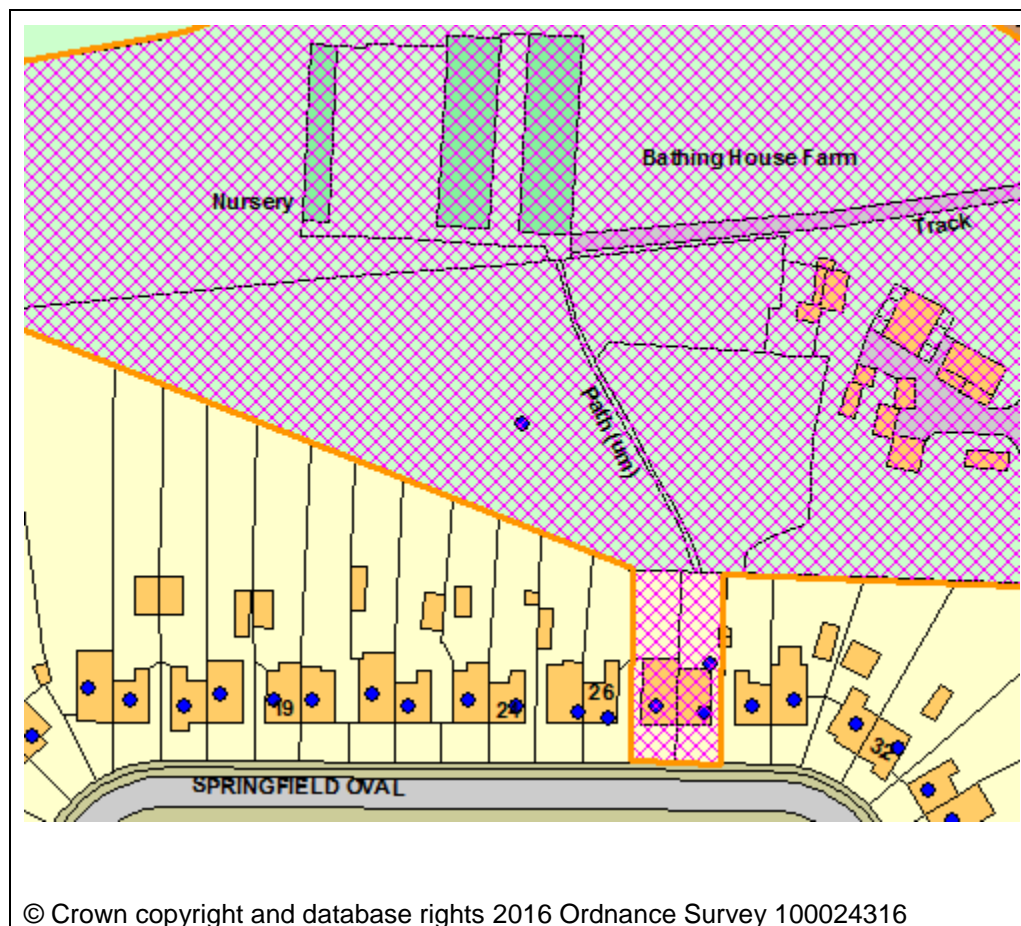 Bathing House Farm
Nursery
Track
Path (um)
19
24
26
32
SPRINGFIELD OVAL
© Crown copyright and database rights 2016 Ordnance Survey 100024316